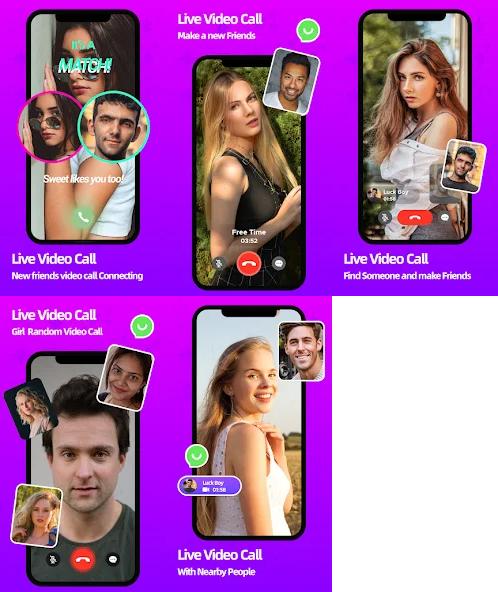 IT'S A
MATCH!
Sweet likes you too!
Live Video Call
New friends video call Connecting
Live Video Call
Make a new Friends
Free Time
03:52
Luck Boy
01:58
Live Video Call
Find Someone and make Friends
Live Video Call
Girl Random Video Call
Luck Boy
01:58
Live Video Call
With Nearby People